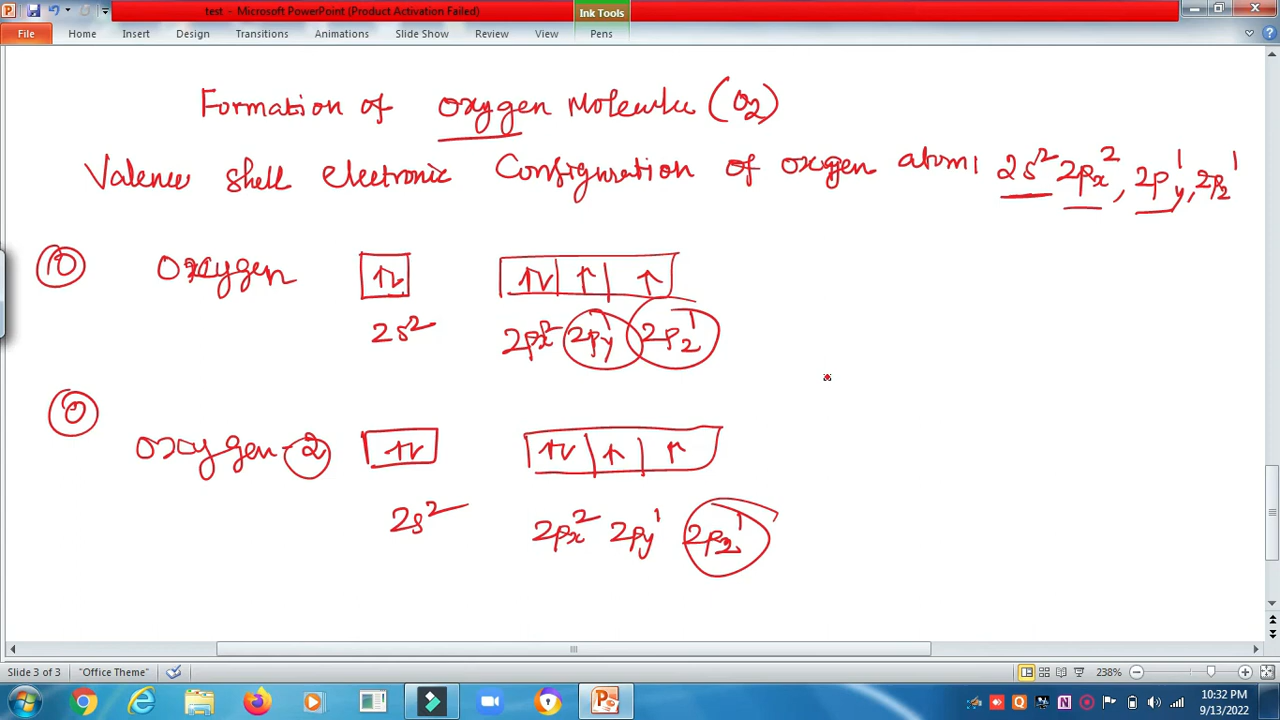 test - Microsoft PowerPoint (Product Activation Failed)
Ink Tools
File Home Insert Design Transitions Animations Slide Show Review View Pens
Formation of oxygen Molecule (O2)
Valence shell electronic configuration of oxygen atom: 2s² 2px², 2py¹, 2pz¹
O oxygen ↑↓ ↑↓ ↑ ↑
2s² 2px² 2py¹ 2pz¹
O
oxygen-2 ↑↓ ↑↓ ↑ ↑
2s² 2px² 2py¹ 2pz¹
Slide 3 of 3 "Office Theme" 238%
10:32 PM
9/13/2022